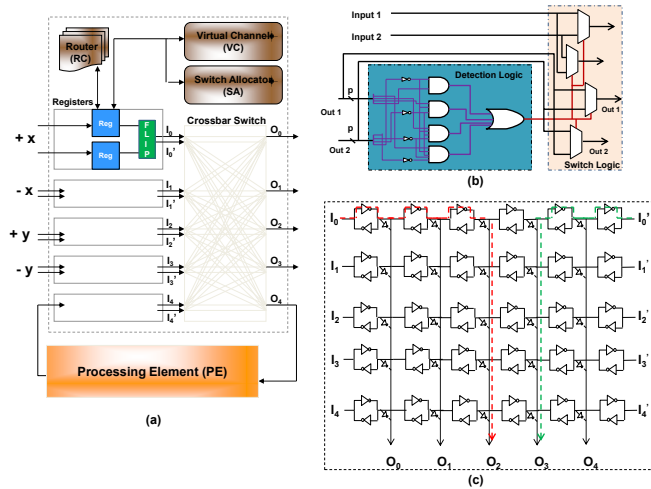 Router
(RC)
Virtual Channel
(VC)
Switch Allocator
(SA)
Registers
Reg
Reg
FLIP
Crossbar Switch
+ x
- x
+ y
- y
I0
I0'
I1
I1'
I2
I2'
I3
I3'
I4
I4'
O0
O1
O2
O3
O4
Processing Element (PE)
(a)
Input 1
Input 2
p
Out 1
p
Out 2
Detection Logic
Out 1
Out 2
Switch Logic
(b)
I0
I0'
I1
I1'
I2
I2'
I3
I3'
I4
I4'
O0 O1 O2 O3 O4
(c)